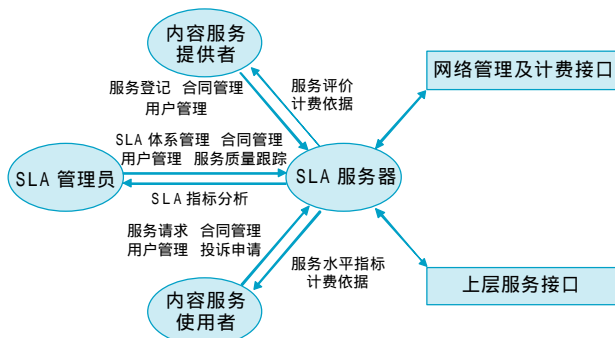 内容服务
提供者
服务登记 合同管理
用户管理
服务评价
计费依据
网络管理及计费接口
SLA 体系管理 合同管理
用户管理 服务质量跟踪
SLA 管理员
SLA 服务器
SLA 指标分析
服务请求 合同管理
用户管理 投诉申请
服务水平指标
计费依据
上层服务接口
内容服务
使用者